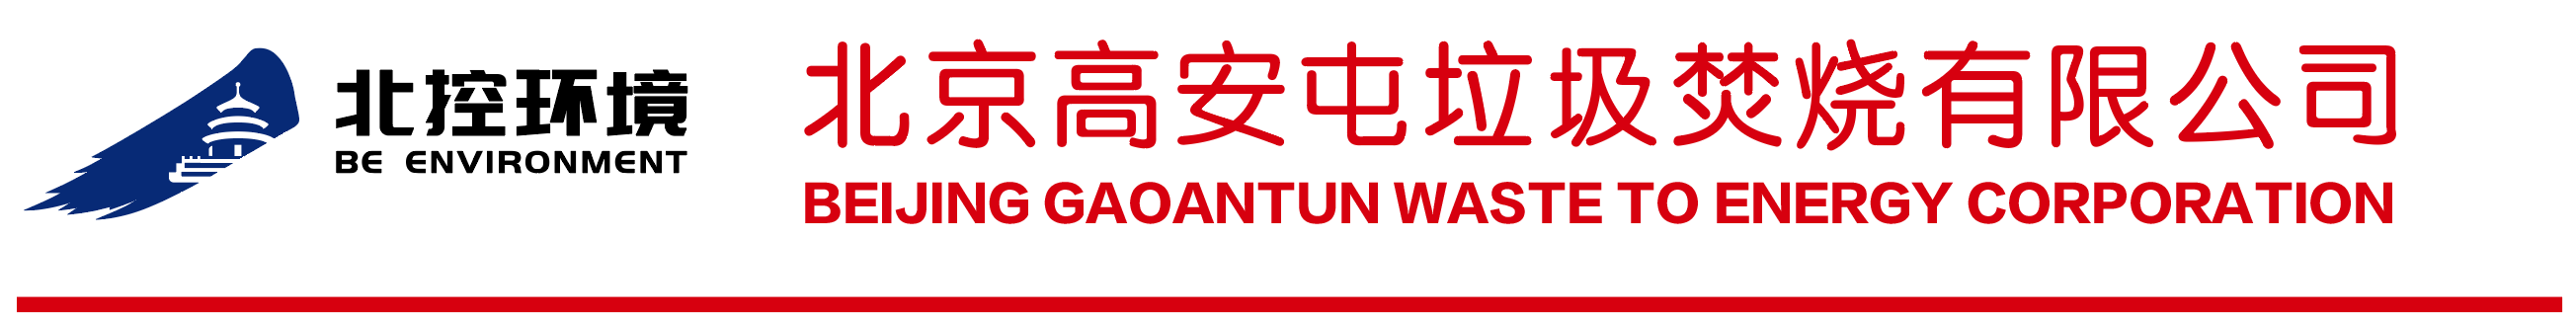 北控环境
BE ENVIRONMENT
北京高安屯垃圾焚烧有限公司
BEIJING GAOANTUN WASTE TO ENERGY CORPORATION